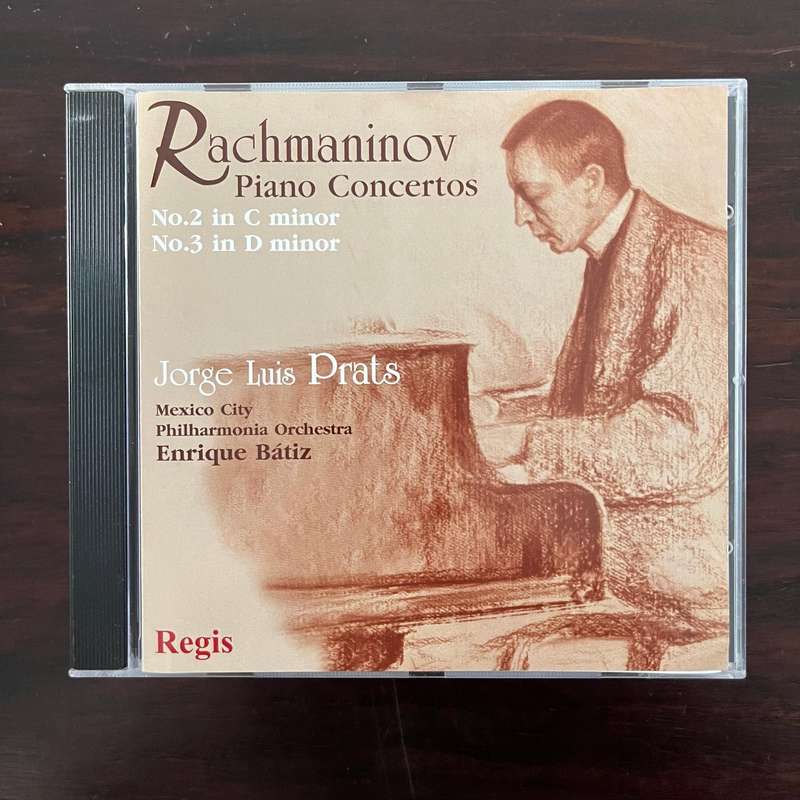 Rachmaninov
Piano Concertos
No.2 in C minor
No.3 in D minor
Jorge Luis Prats
Mexico City
Philharmonia Orchestra
Enrique Bátiz
Regis